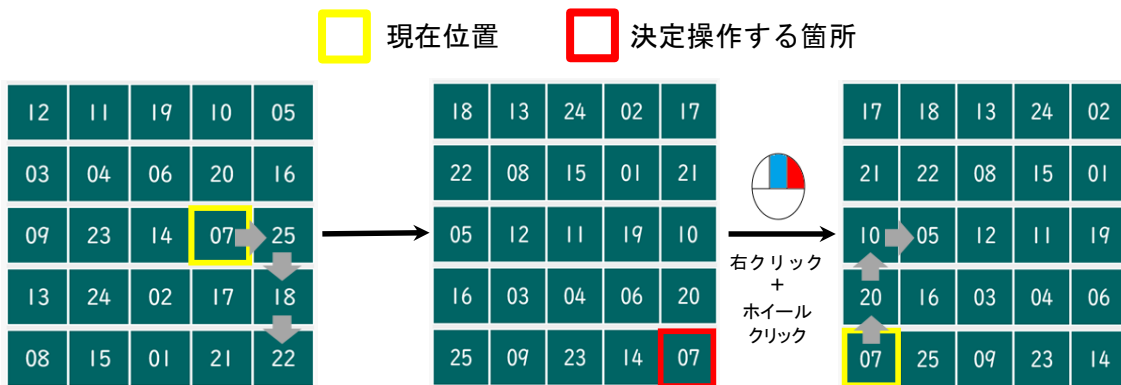 現在位置
決定操作する箇所
12 11 19 10 05
03 04 06 20 16
09 23 14 07 25
13 24 02 17 18
08 15 01 21 22
18 13 24 02 17
22 08 15 01 21
05 12 11 19 10
16 03 04 06 20
25 09 23 14 07
右クリック
+
ホイール
クリック
17 18 13 24 02
21 22 08 15 01
10 05 12 11 19
20 16 03 04 06
07 25 09 23 14